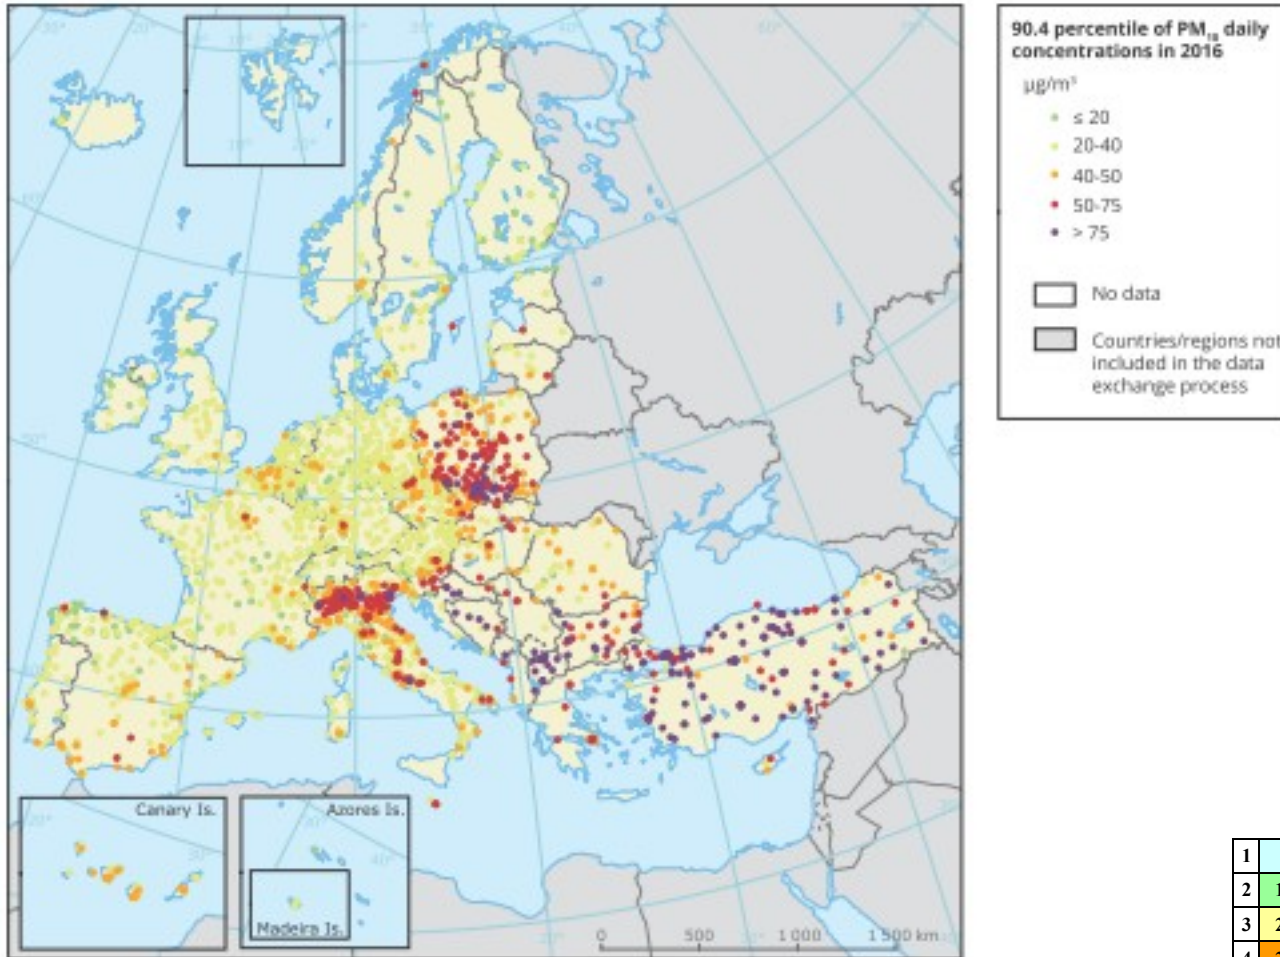 90.4 percentile of PM₁₀ daily
concentrations in 2016
µg/m³
≤ 20
20-40
40-50
50-75
> 75
No data
Countries/regions not
included in the data
exchange process
Canary Is.
Azores Is.
Madeira Is.
0 500 1 000 1 500 km
1
2 1
3 2